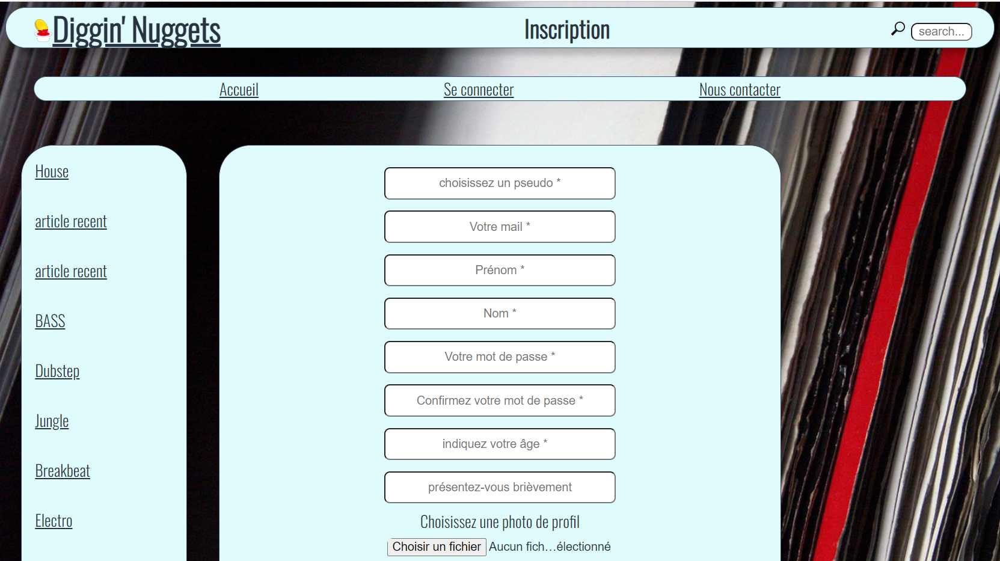 Diggin' Nuggets
Inscription
search...
Accueil
Se connecter
Nous contacter
House
article recent
article recent
BASS
Dubstep
Jungle
Breakbeat
Electro
choisissez un pseudo *
Votre mail *
Prénom *
Nom *
Votre mot de passe *
Confirmez votre mot de passe *
indiquez votre âge *
présentez-vous brièvement
Choisissez une photo de profil
Choisir un fichier Aucun fich…électionné